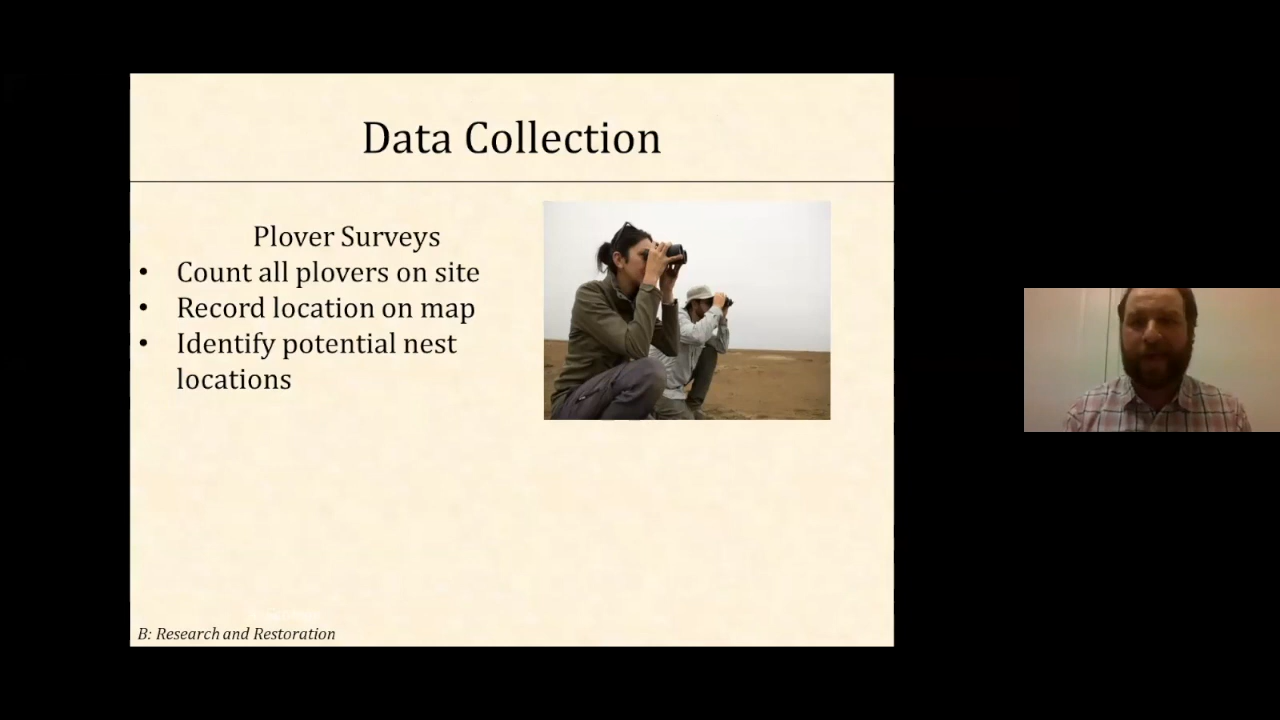 Data Collection
Plover Surveys
• Count all plovers on site
• Record location on map
• Identify potential nest
locations
B: Research and Restoration